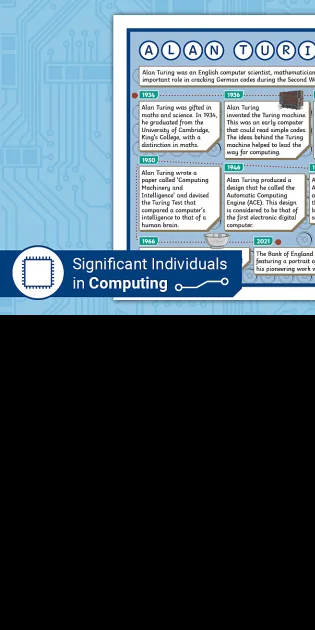 ALAN TURI
Alan Turing was an English computer scientist, mathematician
important role in cracking German codes during the Second W
1934
Alan Turing was gifted in
maths and science. In 1934,
he graduated from the
University of Cambridge,
King's College, with a
distinction in maths.
1936
Alan Turing
invented the Turing machine.
This was an early computer
that could read simple codes.
The ideas behind the Turing
machine helped to lead the
way for computing.
1950
Alan Turing wrote a
paper called 'Computing
Machinery and
Intelligence' and devised
the Turing Test that
compared a computer's
intelligence to that of a
human brain.
1946
Alan Turing produced a
design that he called the
Automatic Computing
Engine (ACE). This design
is considered to be that of
the first electronic digital
computer.
1966
2021
The Bank of England
featuring a portrait o
his pioneering work w
Significant Individuals
in Computing